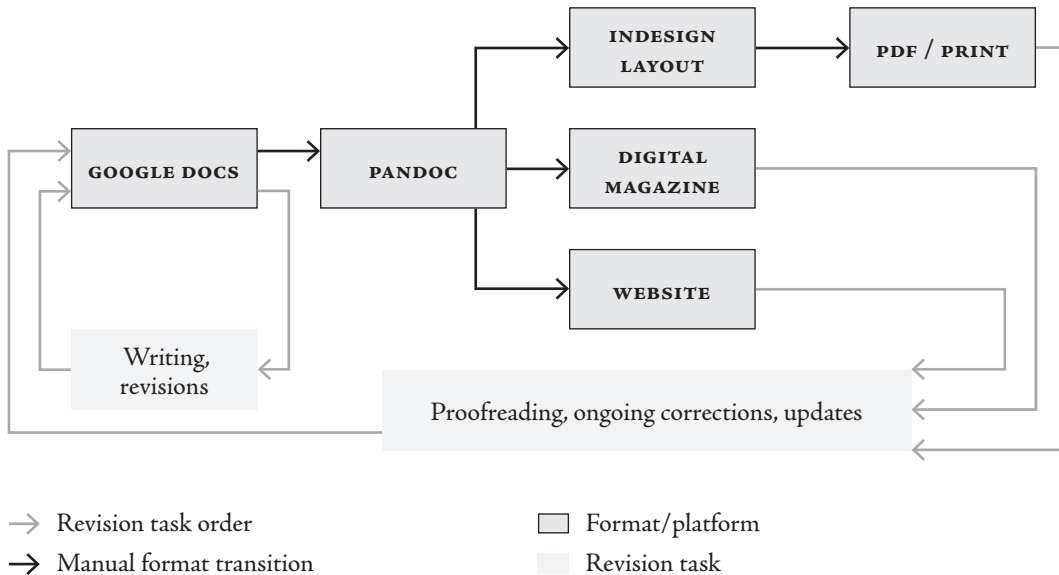 INDESIGN
LAYOUT
PDF / PRINT
GOOGLE DOCS
PANDOC
DIGITAL
MAGAZINE
WEBSITE
Writing,
revisions
Proofreading, ongoing corrections, updates
Revision task order
Manual format transition
Format/platform
Revision task